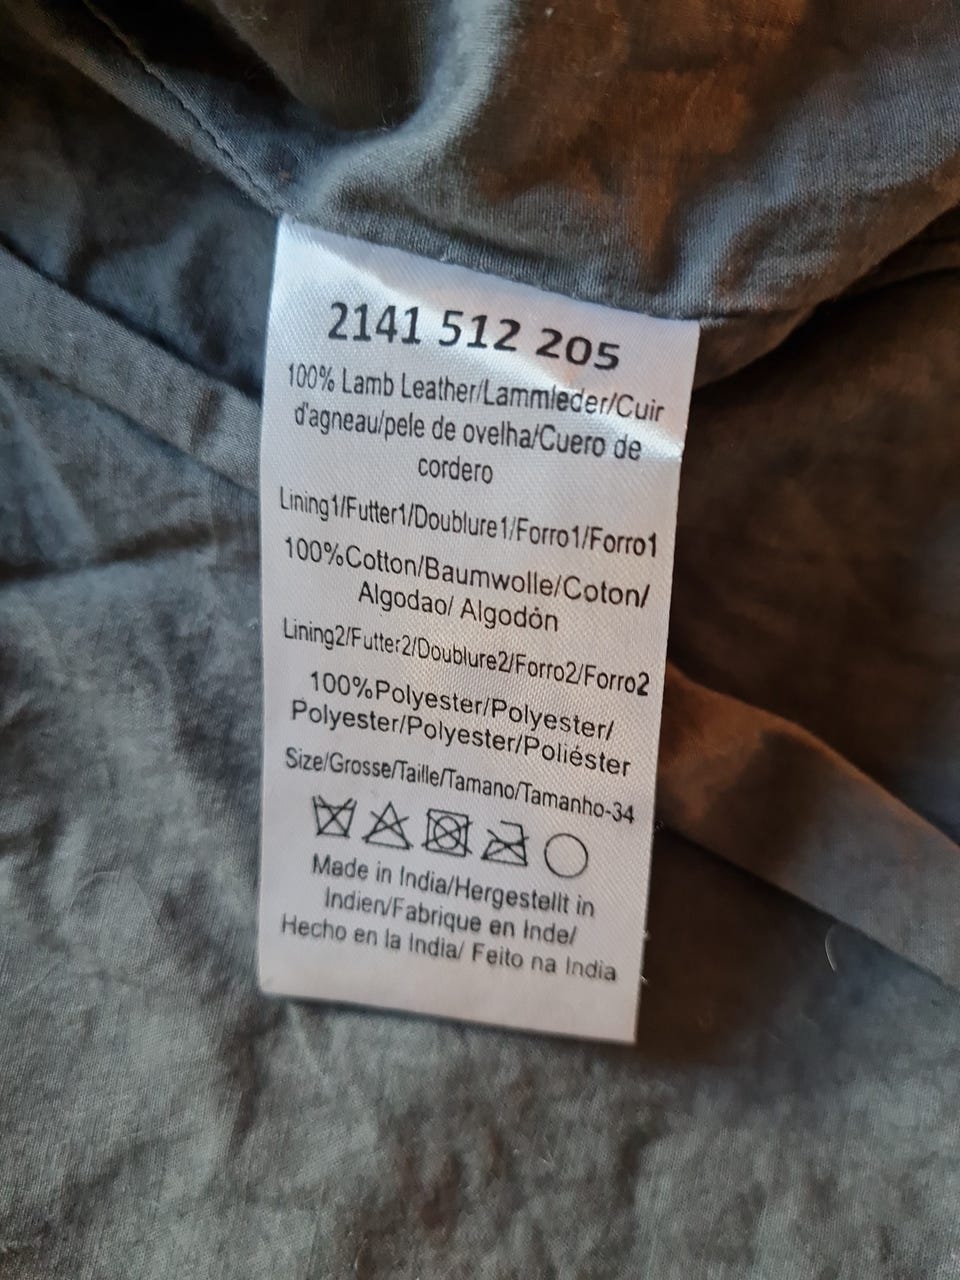 2141 512 205
100% Lamb Leather/Lammleder/Cuir
d'agneau/pele de ovelha/Cuero de
cordero
Lining1/Futter1/Doublure1/Forro1/Forro1
100%Cotton/Baumwolle/Coton/
Algodao/ Algodón
Lining2/Futter2/Doublure2/Forro2/Forro2
100%Polyester/Polyester/
Polyester/Polyester/Poliéster
Size/Grosse/Taille/Tamano/Tamanho-34
Made in India/Hergestellt in
Indien/Fabrique en Inde/
Hecho en la India/ Feito na India